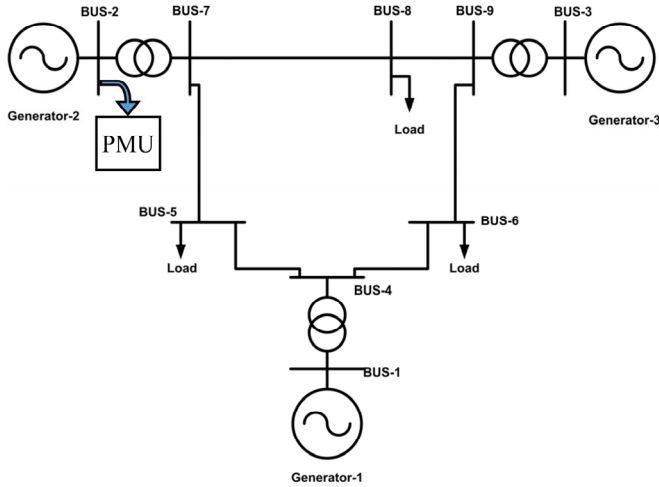 BUS-2
BUS-7
BUS-8
BUS-9
BUS-3
Generator-2
PMU
Load
Generator-3
BUS-5
BUS-6
Load
Load
BUS-4
BUS-1
Generator-1